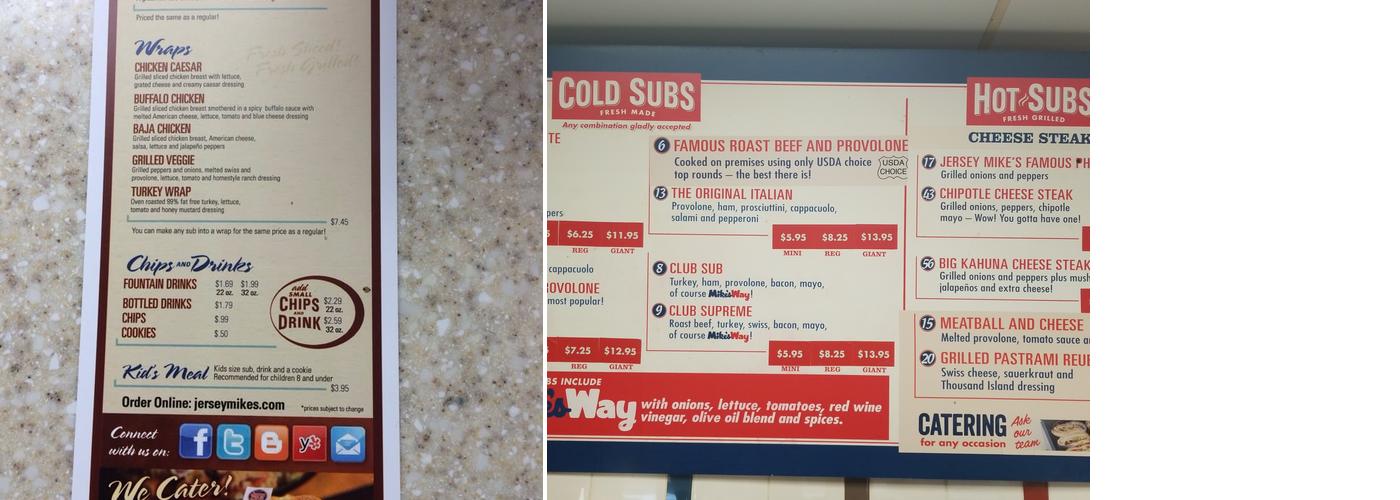 Priced the same as a regular!
Wraps
Fresh Sliced!
Fresh Grilled!
CHICKEN CAESAR
Grilled sliced chicken breast with lettuce,
grated cheese and creamy caesar dressing
BUFFALO CHICKEN
Grilled sliced chicken breast smothered in a spicy buffalo sauce with
melted American cheese, lettuce, tomato and blue cheese dressing
BAJA CHICKEN
Grilled sliced chicken breast, American cheese,
salsa, lettuce and jalapeño peppers
GRILLED VEGGIE
Grilled peppers and onions, melted swiss and
provolone, lettuce, tomato and homestyle ranch dressing
TURKEY WRAP
Oven roasted 99% fat free turkey, lettuce,
tomato and honey mustard dressing
$7.45
You can make any sub into a wrap for the same price as a regular!
Chips AND Drinks
FOUNTAIN DRINKS $1.69 $1.99
22 oz. 32 oz.
BOTTLED DRINKS $1.79
CHIPS $.99
COOKIES $.50
add
SMALL
CHIPS $2.29
22 oz.
AND
DRINK $2.59
32 oz.
Kid's Meal Kids size sub, drink and a cookie
Recommended for children 8 and under
$3.95
Order Online: jerseymikes.com *prices subject to change
Connect
with us on:
f t B yp
We Cater!
COLD SUBS
FRESH MADE
Any combination gladly accepted
TE
pers
$6.25 $11.95
REG GIANT
cappacuolo
OVOLONE
most popular!
$7.25 $12.95
REG GIANT
6 FAMOUS ROAST BEEF AND PROVOLONE
Cooked on premises using only USDA choice
top rounds – the best there is!
USDA
CHOICE
13 THE ORIGINAL ITALIAN
Provolone, ham, prosciuttini, cappacuolo,
salami and pepperoni
$5.95 $8.25 $13.95
MINI REG GIANT
8 CLUB SUB
Turkey, ham, provolone, bacon, mayo,
of course Mike's Way!
9 CLUB SUPREME
Roast beef, turkey, swiss, bacon, mayo,
of course Mike's Way!
$5.95 $8.25 $13.95
MINI REG GIANT
BS INCLUDE
's Way with onions, lettuce, tomatoes, red wine
vinegar, olive oil blend and spices.
HOT SUBS
FRESH GRILLED
CHEESE STEAK
17 JERSEY MIKE'S FAMOUS PH
Grilled onions and peppers
43 CHIPOTLE CHEESE STEAK
Grilled onions, peppers, chipotle
mayo – Wow! You gotta have one!
56 BIG KAHUNA CHEESE STEAK
Grilled onions and peppers plus mush
jalapeños and extra cheese!
15 MEATBALL AND CHEESE
Melted provolone, tomato sauce a
20 GRILLED PASTRAMI REUB
Swiss cheese, sauerkraut and
Thousand Island dressing
CATERING
for any occasion
Ask
our
team